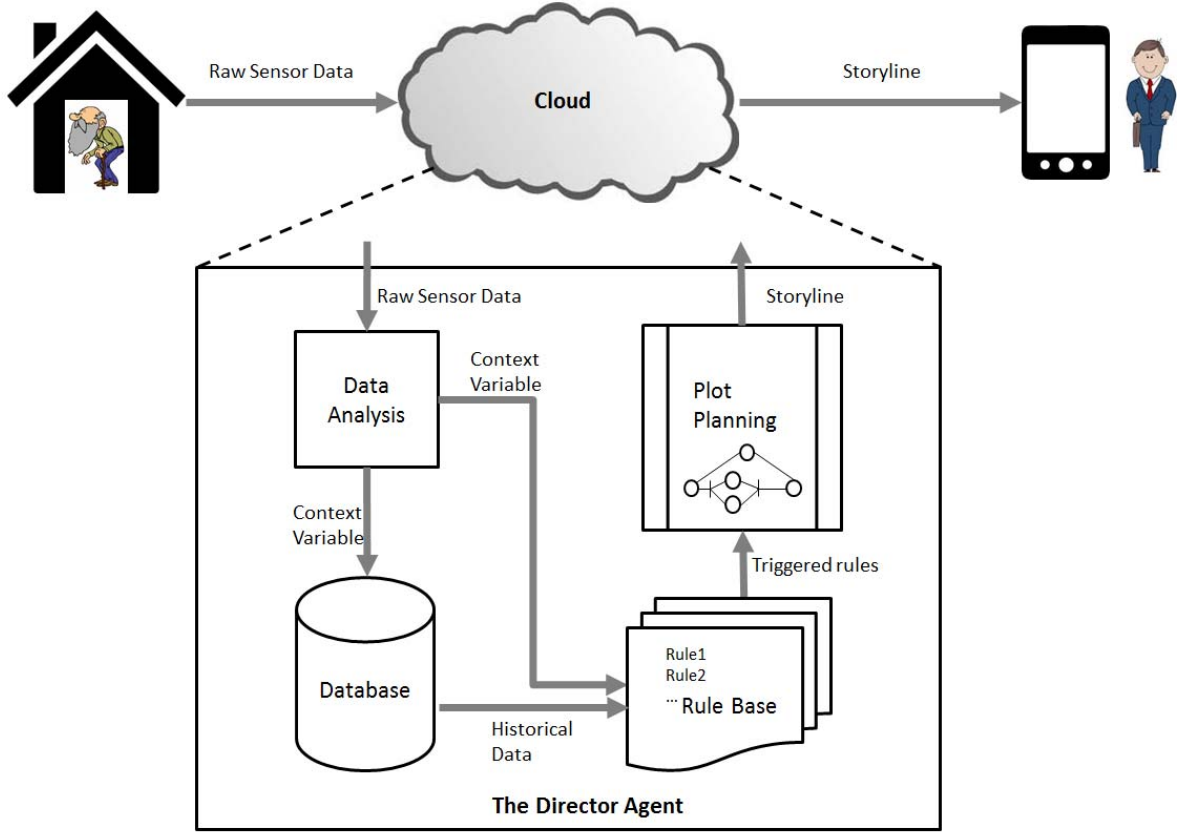 Raw Sensor Data
Cloud
Storyline
Raw Sensor Data
Storyline
Data
Analysis
Context
Variable
Plot
Planning
Context
Variable
Triggered rules
Database
Rule1
Rule2
... Rule Base
Historical
Data
The Director Agent